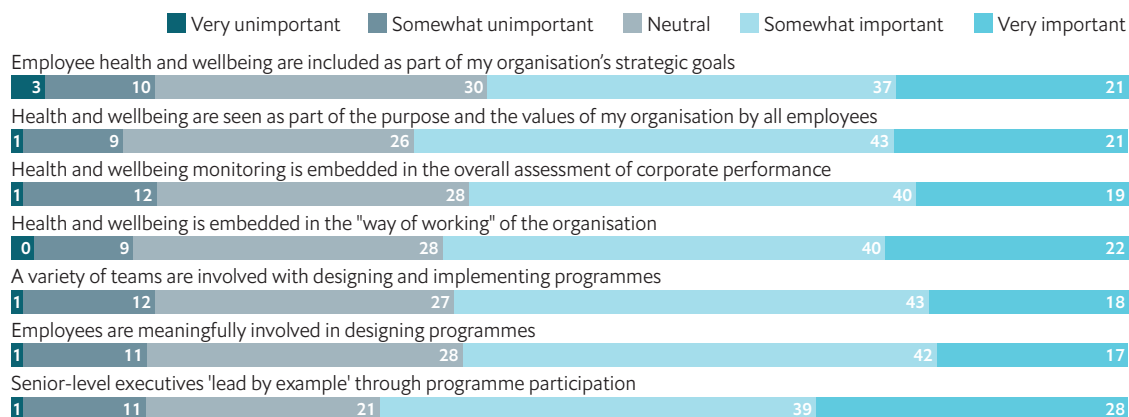 Very unimportant Somewhat unimportant Neutral Somewhat important Very important
Employee health and wellbeing are included as part of my organisation’s strategic goals
3 10 30 37 21
Health and wellbeing are seen as part of the purpose and the values of my organisation by all employees
1 9 26 43 21
Health and wellbeing monitoring is embedded in the overall assessment of corporate performance
1 12 28 40 19
Health and wellbeing is embedded in the "way of working" of the organisation
0 9 28 40 22
A variety of teams are involved with designing and implementing programmes
1 12 27 43 18
Employees are meaningfully involved in designing programmes
1 11 28 42 17
Senior-level executives 'lead by example' through programme participation
1 11 21 39 28